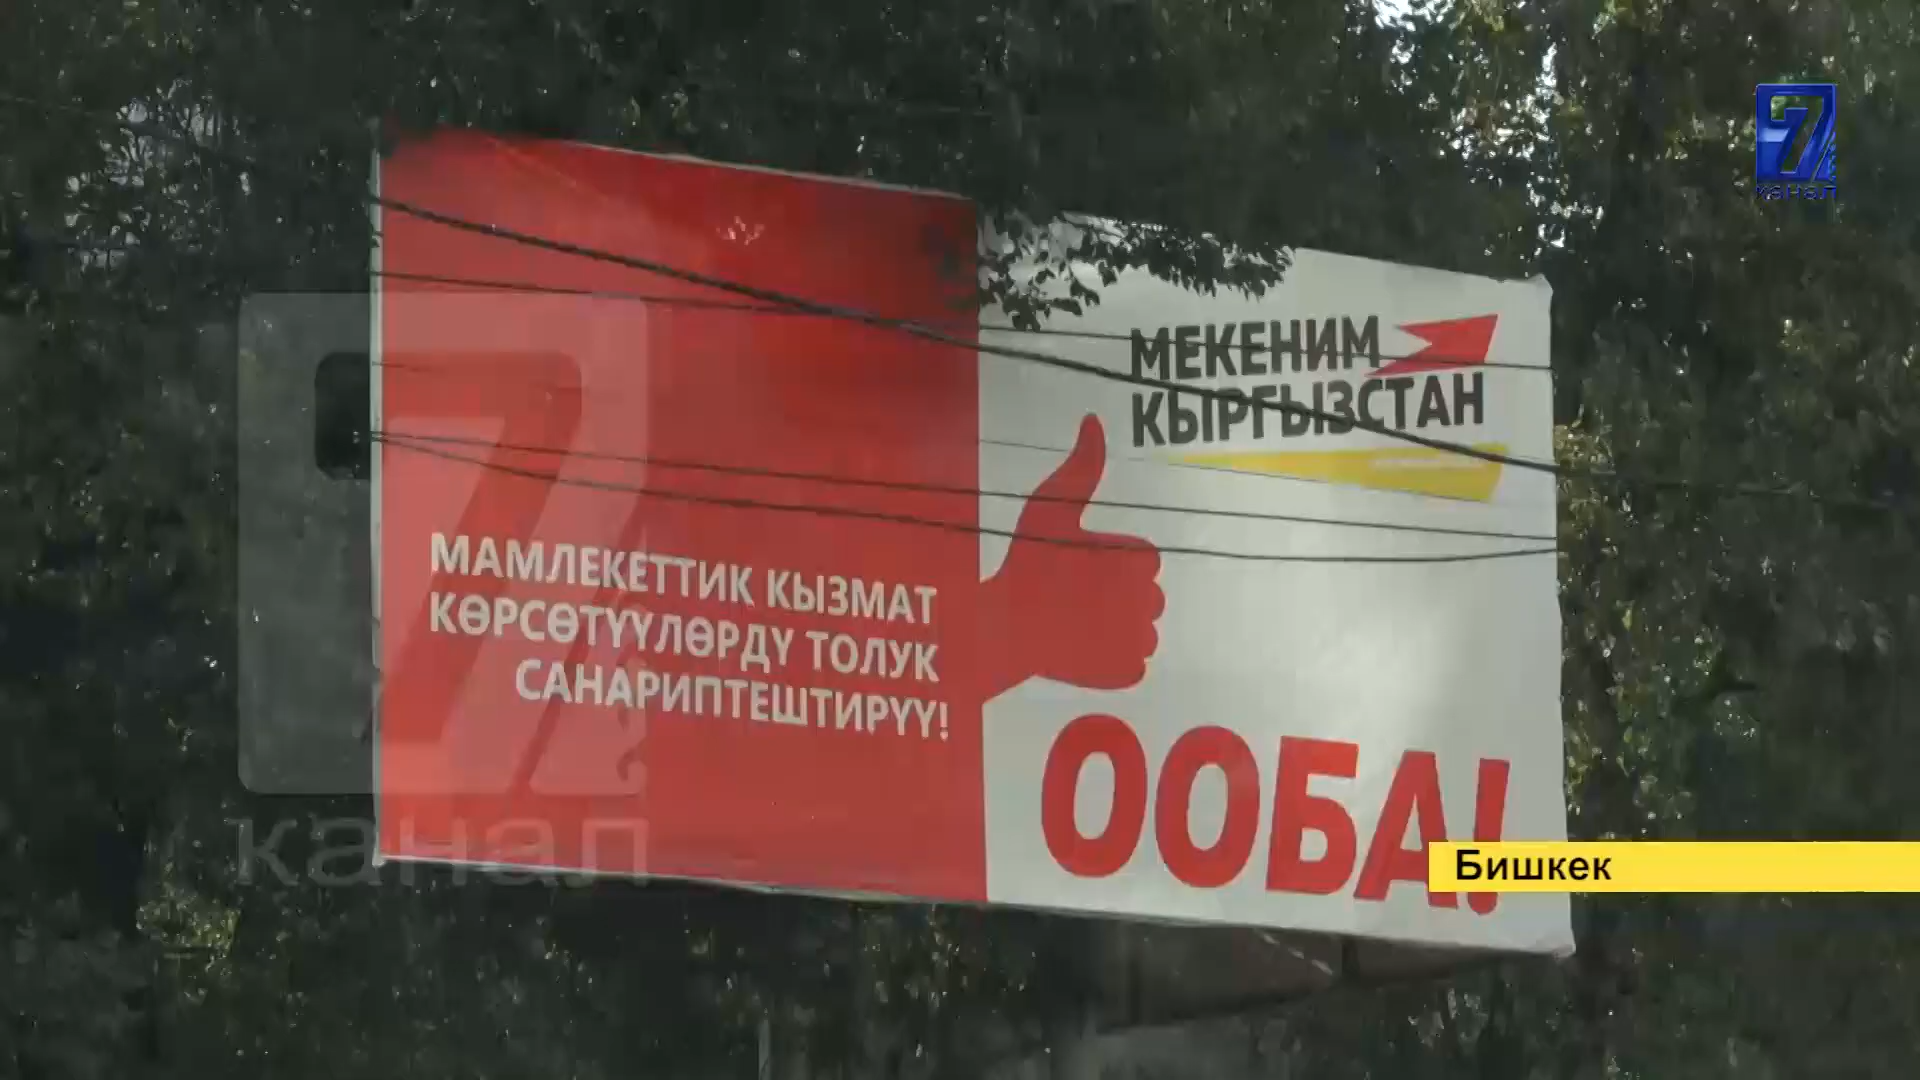 7
канал
МЕКЕНИМ
КЫРГЫЗСТАН
МАМЛЕКЕТТИК КЫЗМАТ
КӨРСӨТҮҮЛӨРДҮ ТОЛУК
САНАРИПТЕШТИРҮҮ!
ООБА!
7
канал
Бишкек